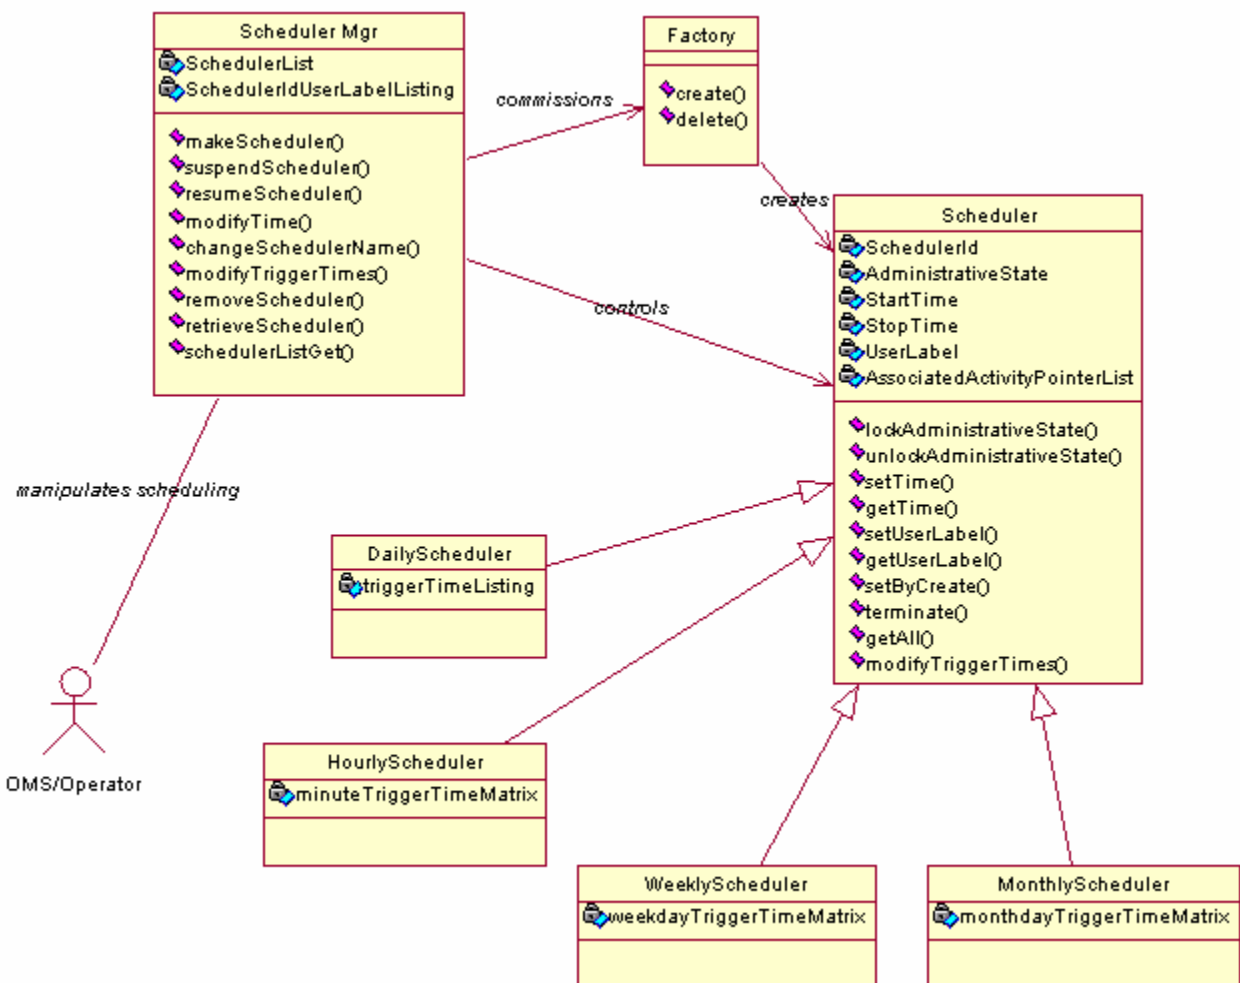 Scheduler Mgr
SchedulerList
SchedulerIdUserLabelListing
makeScheduler()
suspendScheduler()
resumeScheduler()
modifyTime()
changeSchedulerName()
modifyTriggerTimes()
removeScheduler()
retrieveScheduler()
schedulerListGet()
commissions
Factory
create()
delete()
creates
controls
Scheduler
SchedulerId
AdministrativeState
StartTime
StopTime
UserLabel
AssociatedActivityPointerList
lockAdministrativeState()
unlockAdministrativeState()
setTime()
getTime()
setUserLabel()
getUserLabel()
setByCreate()
terminate()
getAll()
modifyTriggerTimes()
manipulates scheduling
OMS/Operator
DailyScheduler
triggerTimeListing
HourlyScheduler
minuteTriggerTimeMatrix
WeeklyScheduler
weekdayTriggerTimeMatrix
MonthlyScheduler
monthdayTriggerTimeMatrix